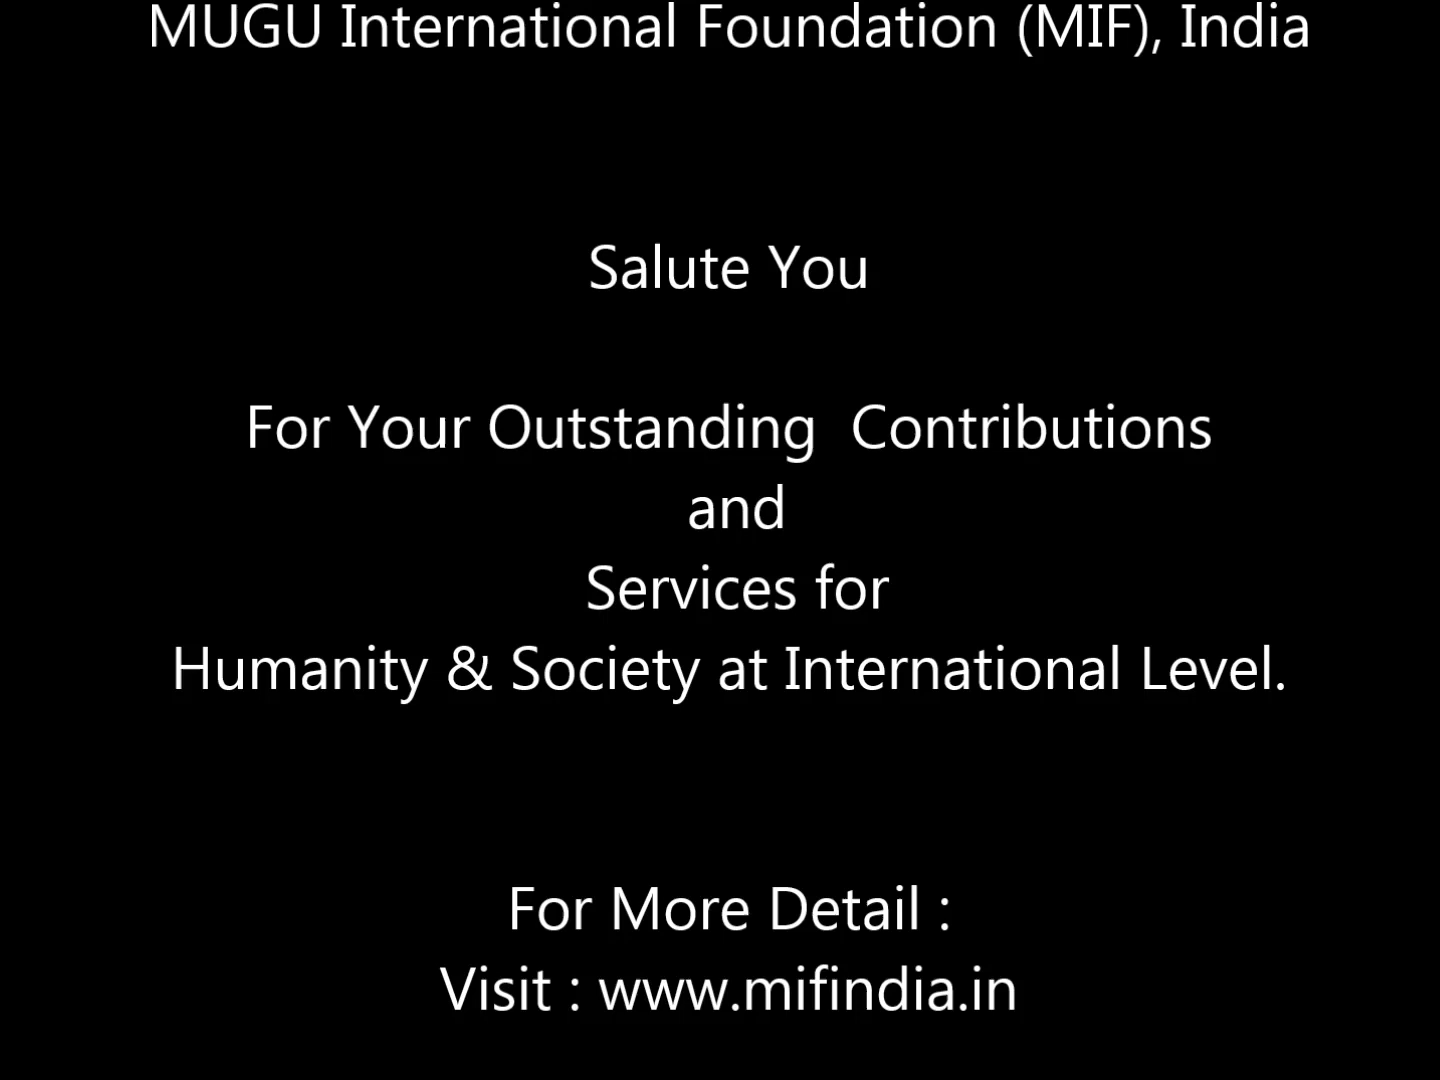 MUGU International Foundation (MIF), India
Salute You
For Your Outstanding  Contributions
and
Services for
Humanity & Society at International Level.
For More Detail :
Visit : www.mifindia.in